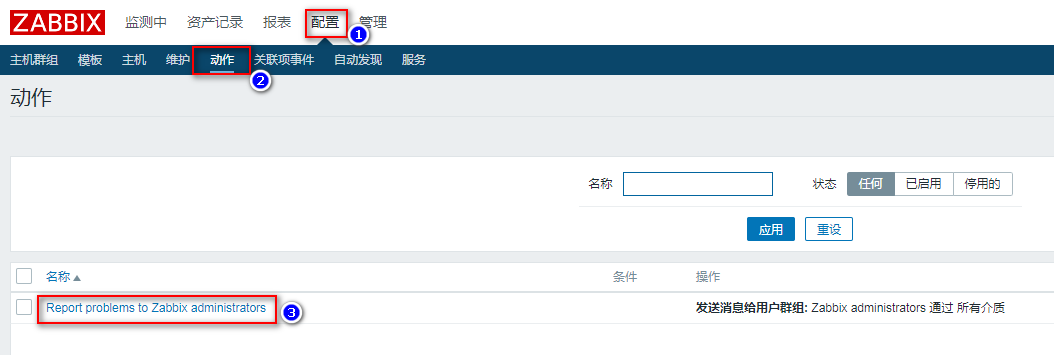 ZABBIX 监测中 资产记录 报表 配置 管理
1
主机群组 模板 主机 维护 动作 关联项事件 自动发现 服务
2
动作
名称 状态 任何 已启用 停用的
应用 重设
名称 条件 操作
Report problems to Zabbix administrators 3 发送消息给用户群组: Zabbix administrators 通过 所有介质